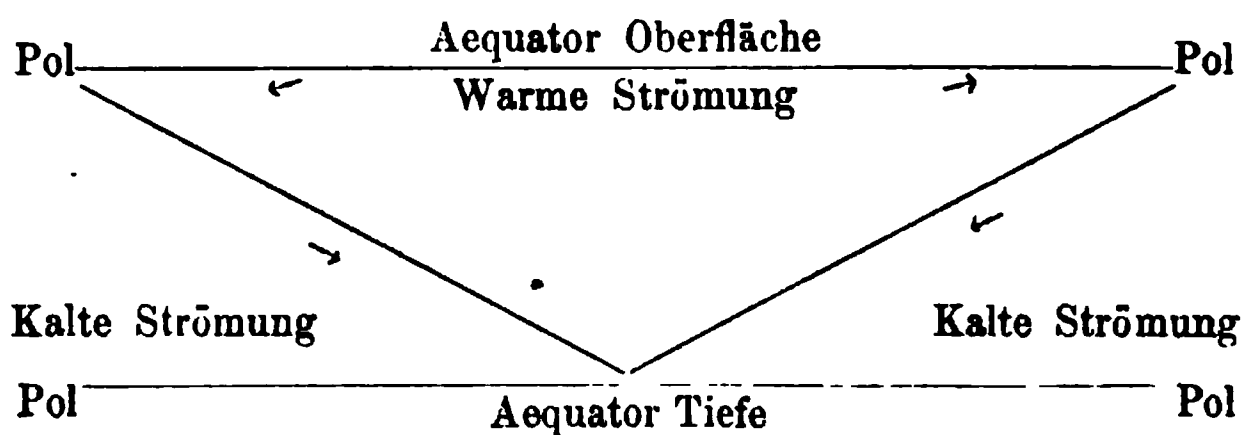 Aequator Oberfläche
Pol Pol
Warme Strömung
Kalte Strömung Kalte Strömung
Pol Pol
Aequator Tiefe